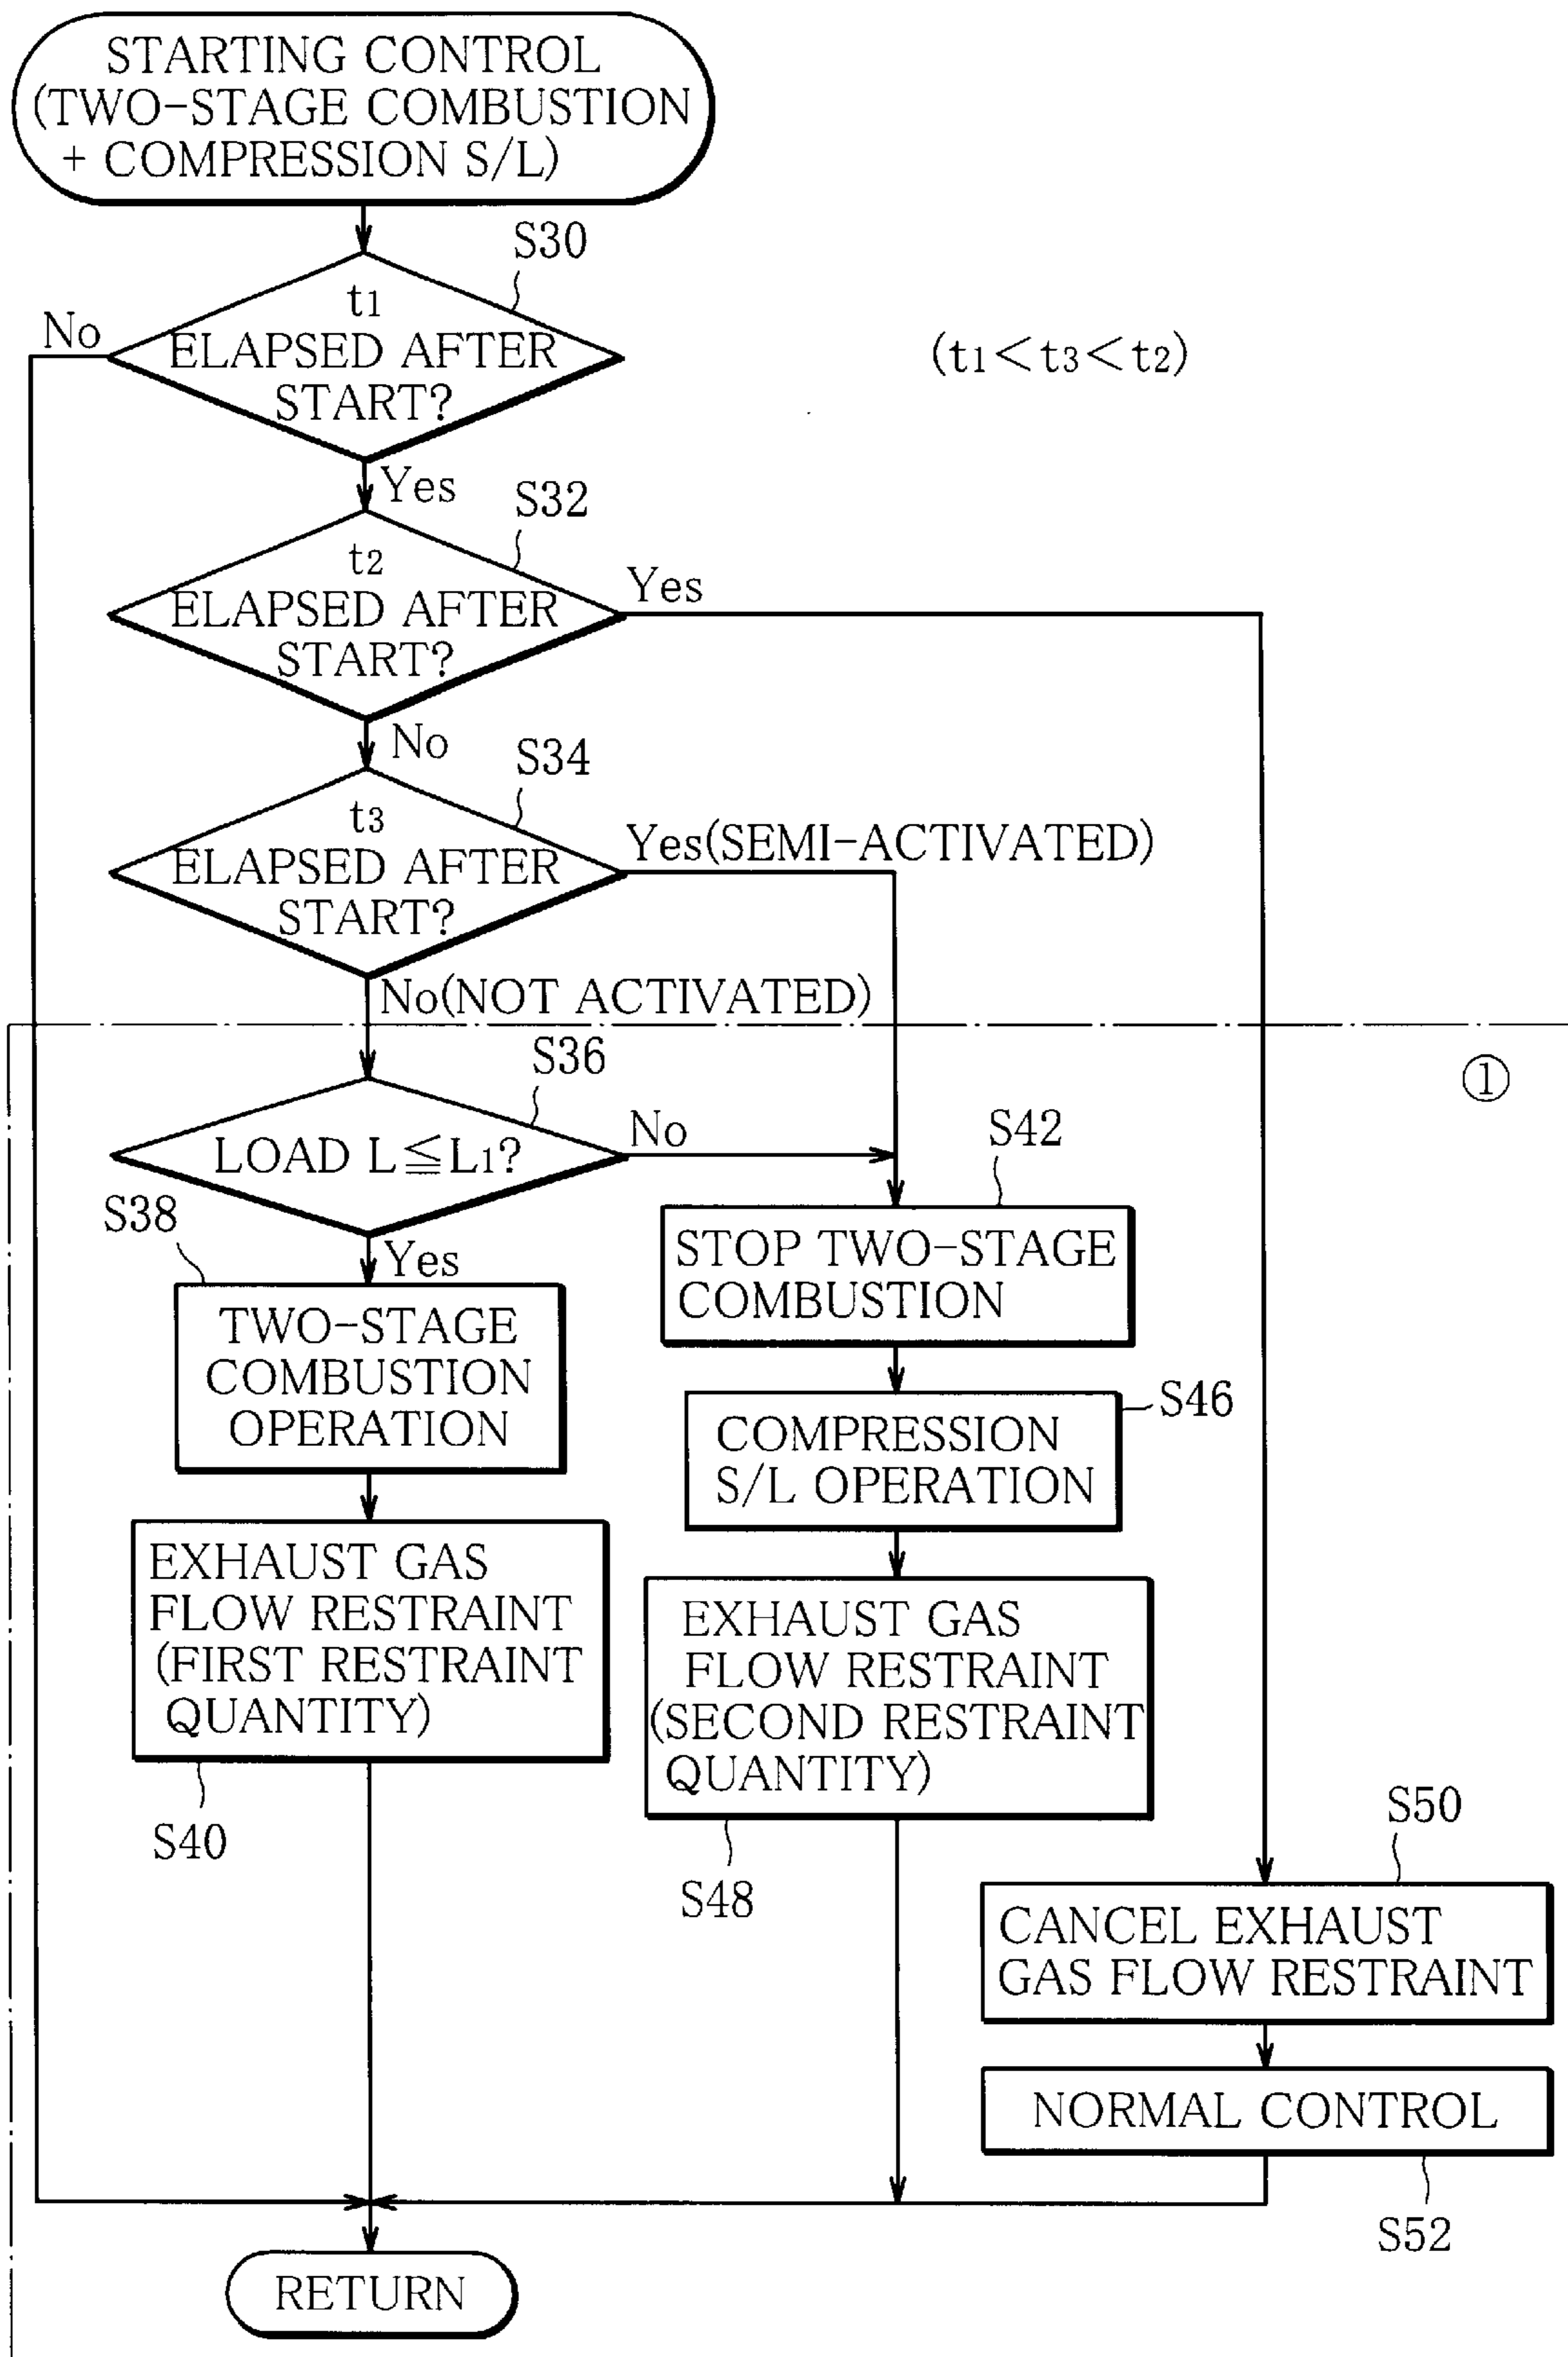 STARTING CONTROL
(TWO-STAGE COMBUSTION
+ COMPRESSION S/L)
S30
t1
ELAPSED AFTER
START?
No
(t1<t3<t2)
Yes
S32
t2
ELAPSED AFTER
START?
Yes
No
S34
t3
ELAPSED AFTER
START?
Yes(SEMI-ACTIVATED)
No(NOT ACTIVATED)
①
S36
LOAD L≦L1?
No
S42
S38
Yes
STOP TWO-STAGE
COMBUSTION
TWO-STAGE
COMBUSTION
OPERATION
S46
COMPRESSION
S/L OPERATION
EXHAUST GAS
FLOW RESTRAINT
(FIRST RESTRAINT
QUANTITY)
S40
EXHAUST GAS
FLOW RESTRAINT
(SECOND RESTRAINT
QUANTITY)
S48
S50
CANCEL EXHAUST
GAS FLOW RESTRAINT
NORMAL CONTROL
S52
RETURN